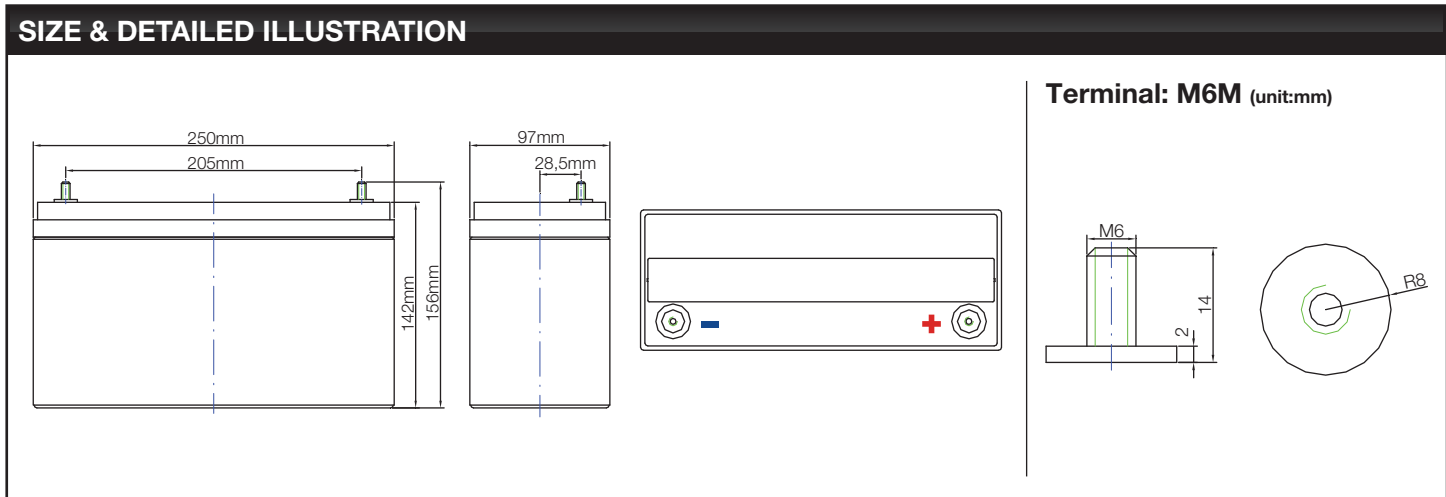 SIZE & DETAILED ILLUSTRATION
Terminal: M6M (unit:mm)
250mm
205mm
97mm
28,5mm
142mm
156mm
M6
14
2
R8